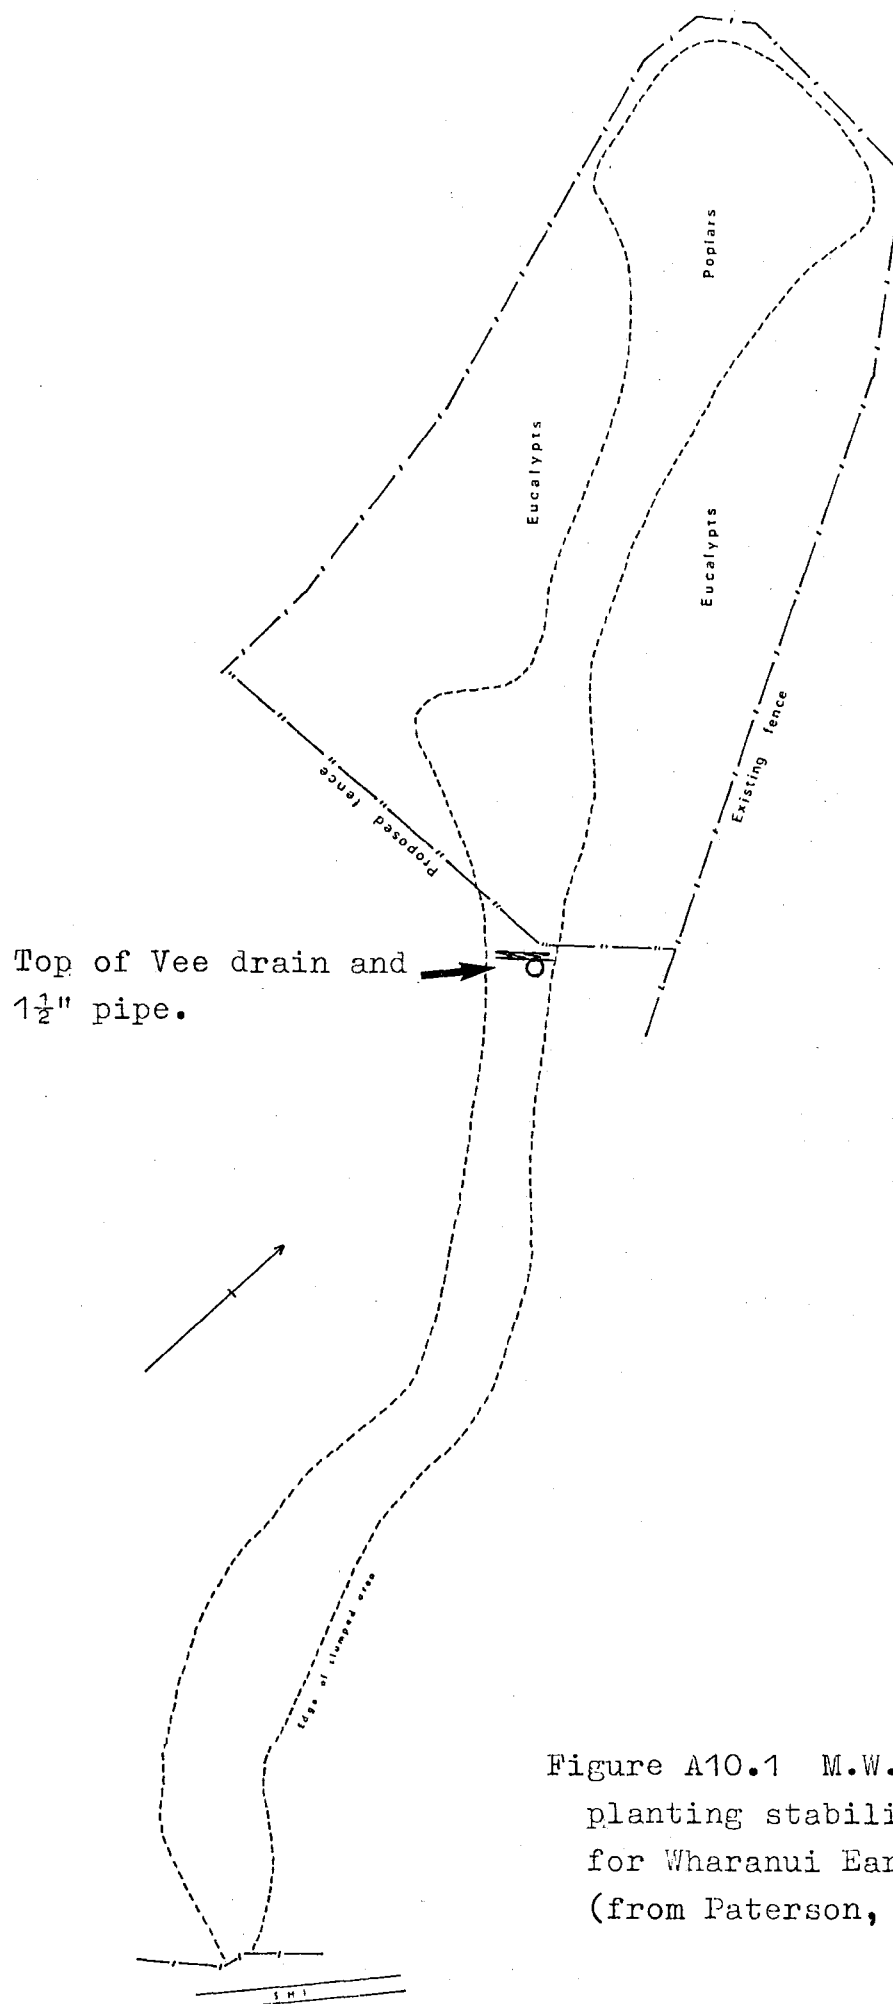 Poplars
Eucalypts
Eucalypts
Existing fence
Proposed fence
Top of Vee drain and
1½" pipe.
Edge of slumped area
Figure A10.1 M.W.
planting stabili
for Wharanui Ear
(from Paterson,
S H 1